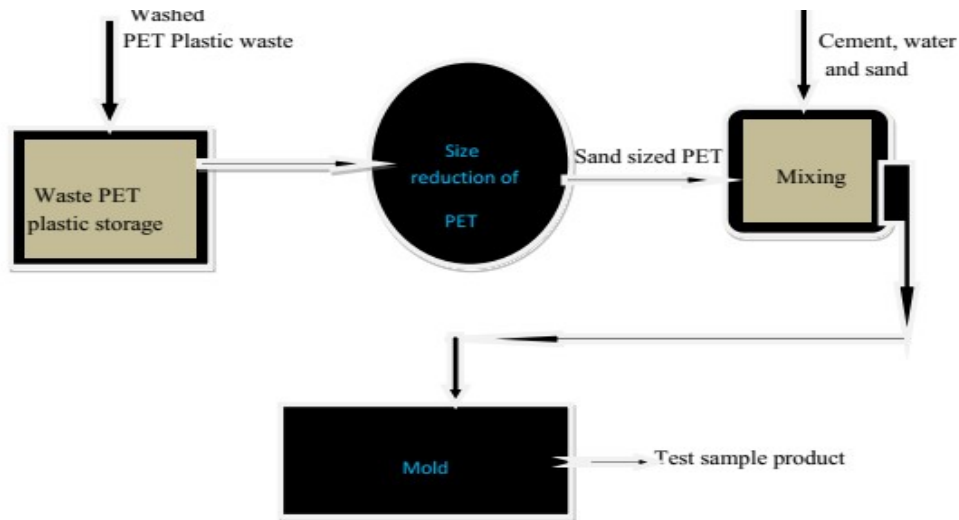 Washed
PET Plastic waste
Cement, water
and sand
Size
reduction of
PET
Sand sized PET
Mixing
Waste PET
plastic storage
Mold
Test sample product